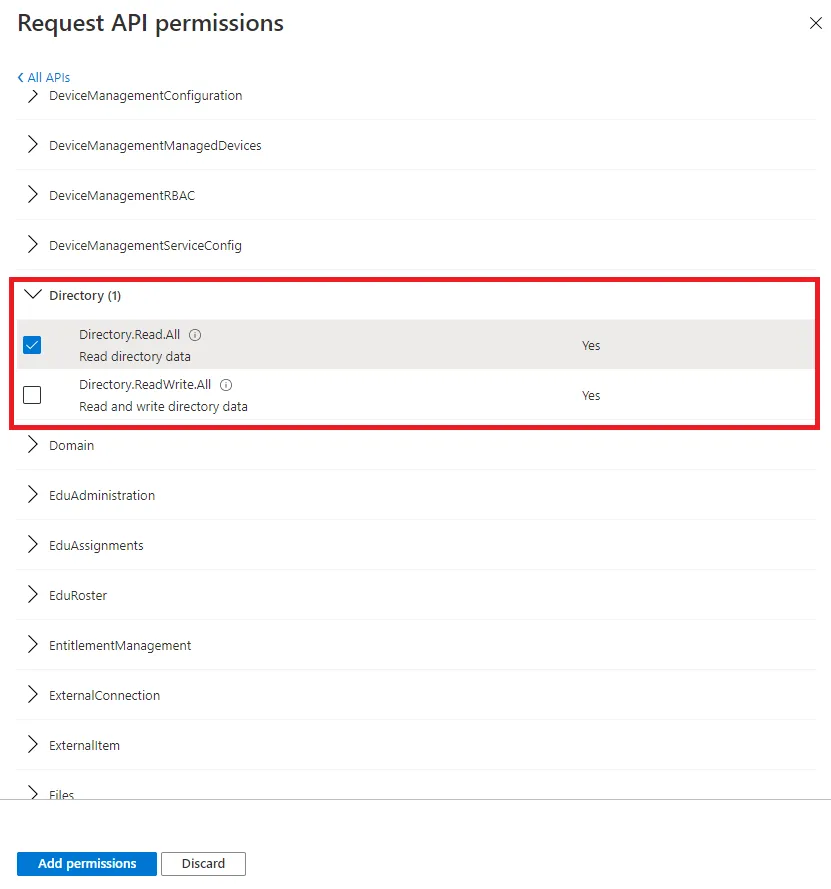 Request API permissions
All APIs
DeviceManagementConfiguration
DeviceManagementManagedDevices
DeviceManagementRBAC
DeviceManagementServiceConfig
Directory (1)
Directory.Read.All
Read directory data
Yes
Directory.ReadWrite.All
Read and write directory data
Yes
Domain
EduAdministration
EduAssignments
EduRoster
EntitlementManagement
ExternalConnection
ExternalItem
Files
Add permissions Discard